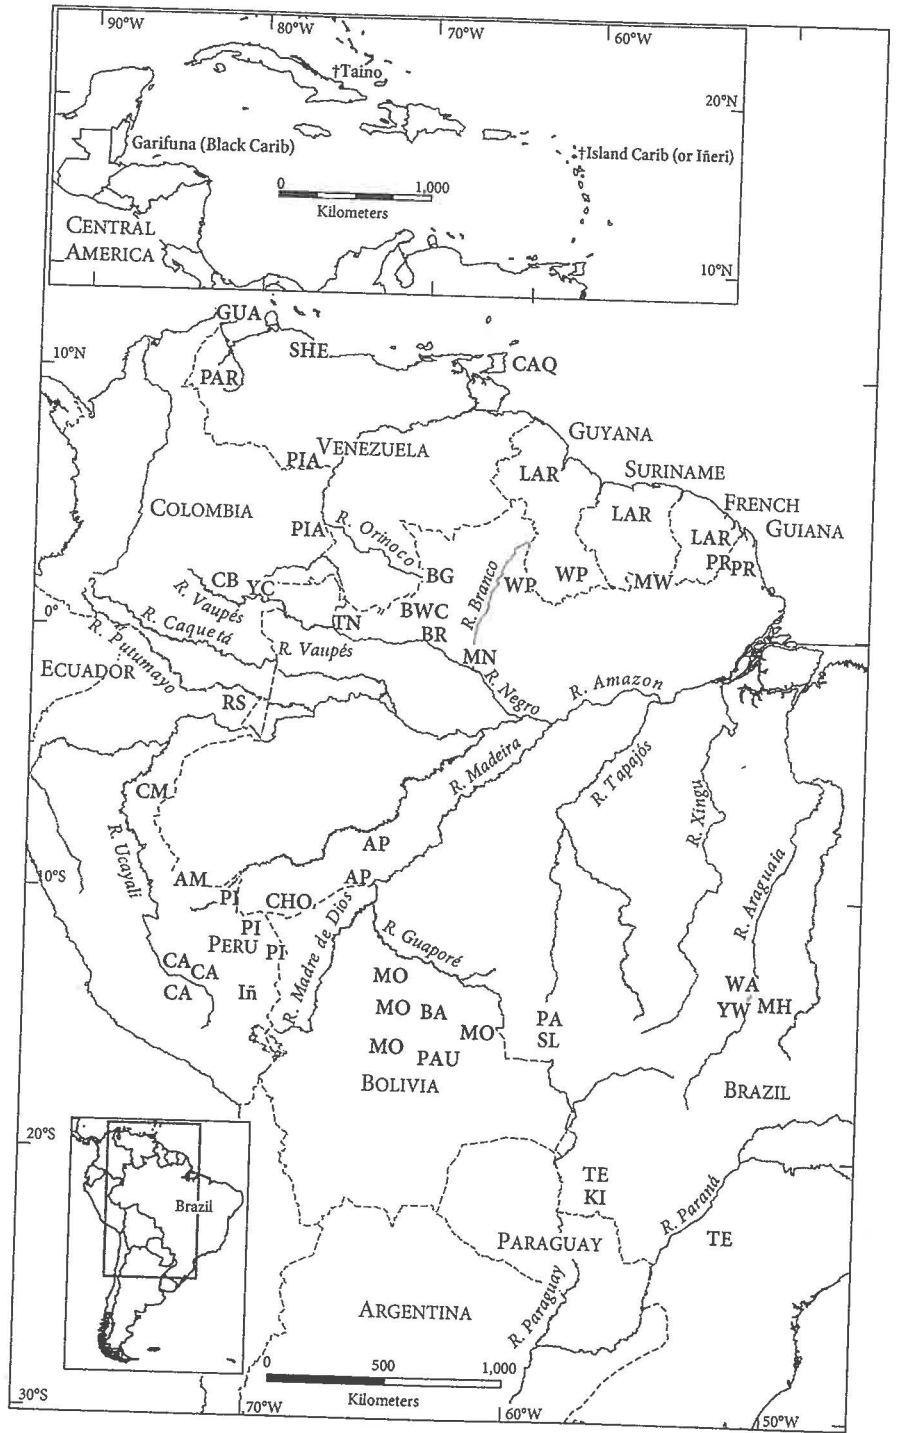 90°W
80°W
70°W
60°W
†Taino
20°N
Garifuna (Black Carib)
†Island Carib (or Iñeri)
0 1,000
Kilometers
CENTRAL
AMERICA
10°N
GUA
10°N
SHE
CAQ
PAR
GUYANA
VENEZUELA
PIA
LAR
SURINAME
COLOMBIA
LAR
FRENCH
GUIANA
PIA
R. Orinoco
LAR
PR
PR
CB
YC
BG
R. Branco
WP
WP
MW
R. Vaupés
0°
R. Caquetá
TN
BWC
BR
R. Putumayo
R. Vaupés
MN
ECUADOR
R. Negro
R. Amazon
RS
R. Madeira
R. Tapajós
CM
R. Xingu
R. Ucayali
AP
10°S
AM
AP
R. Araguaia
PI
CHO
PI
PERU
PI
R. Madre de Dios
R. Guaporé
CA
CA
CA
Iñ
MO
WA
YW
MH
MO
BA
PA
SL
MO
MO
PAU
BOLIVIA
BRAZIL
20°S
Brazil
TE
KI
R. Paraná
TE
PARAGUAY
R. Paraguay
ARGENTINA
0 500 1,000
Kilometers
30°S
70°W
60°W
50°W